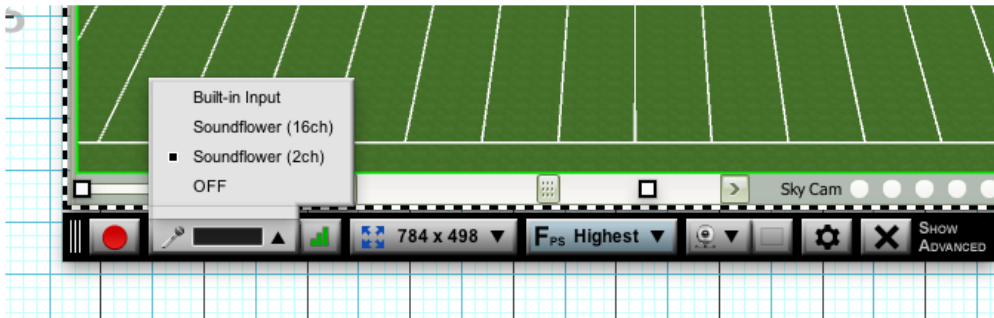 Built-in Input
Soundflower (16ch)
Soundflower (2ch)
OFF
Sky Cam
784 x 498
FPS Highest
SHOW
ADVANCED